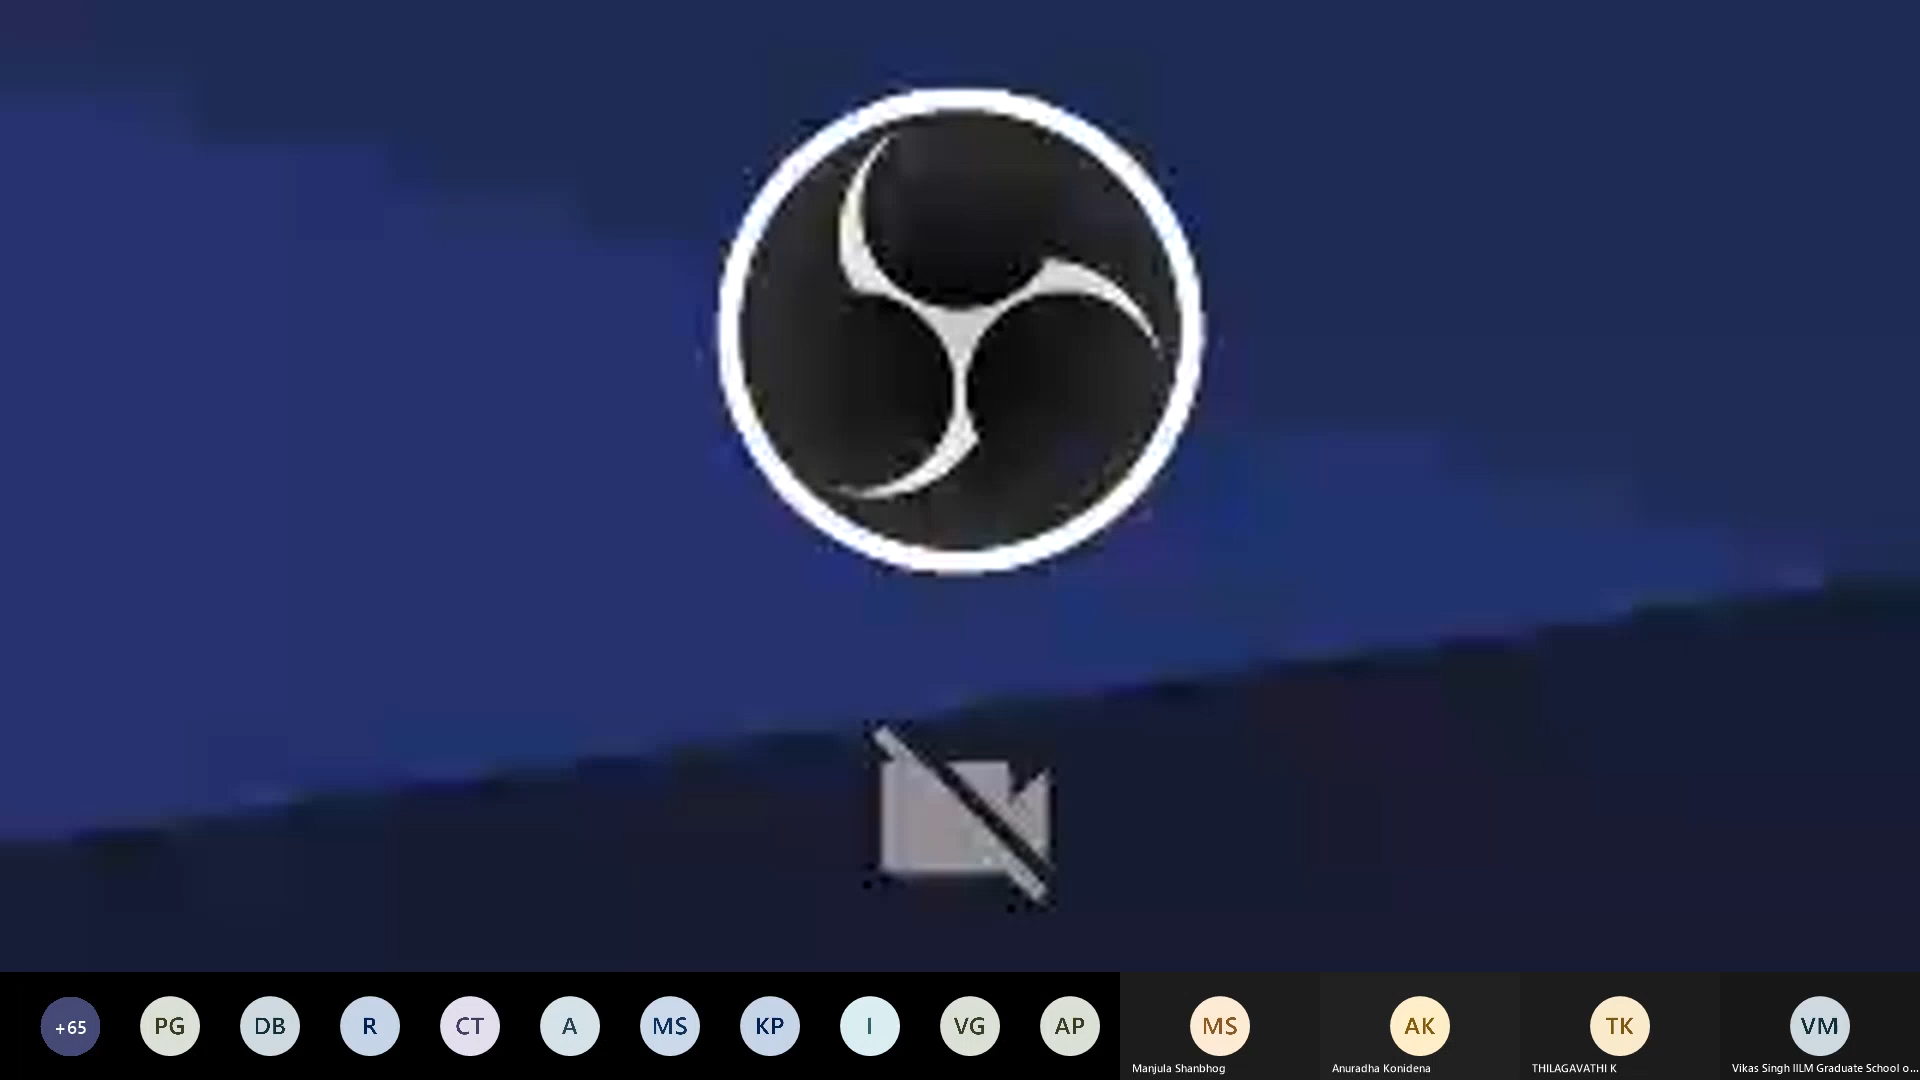 +65 PG DB R CT A MS KP I VG AP MS AK TK VM
Manjula Shanbhog Anuradha Konidena THILAGAVATHI K Vikas Singh IILM Graduate School o...